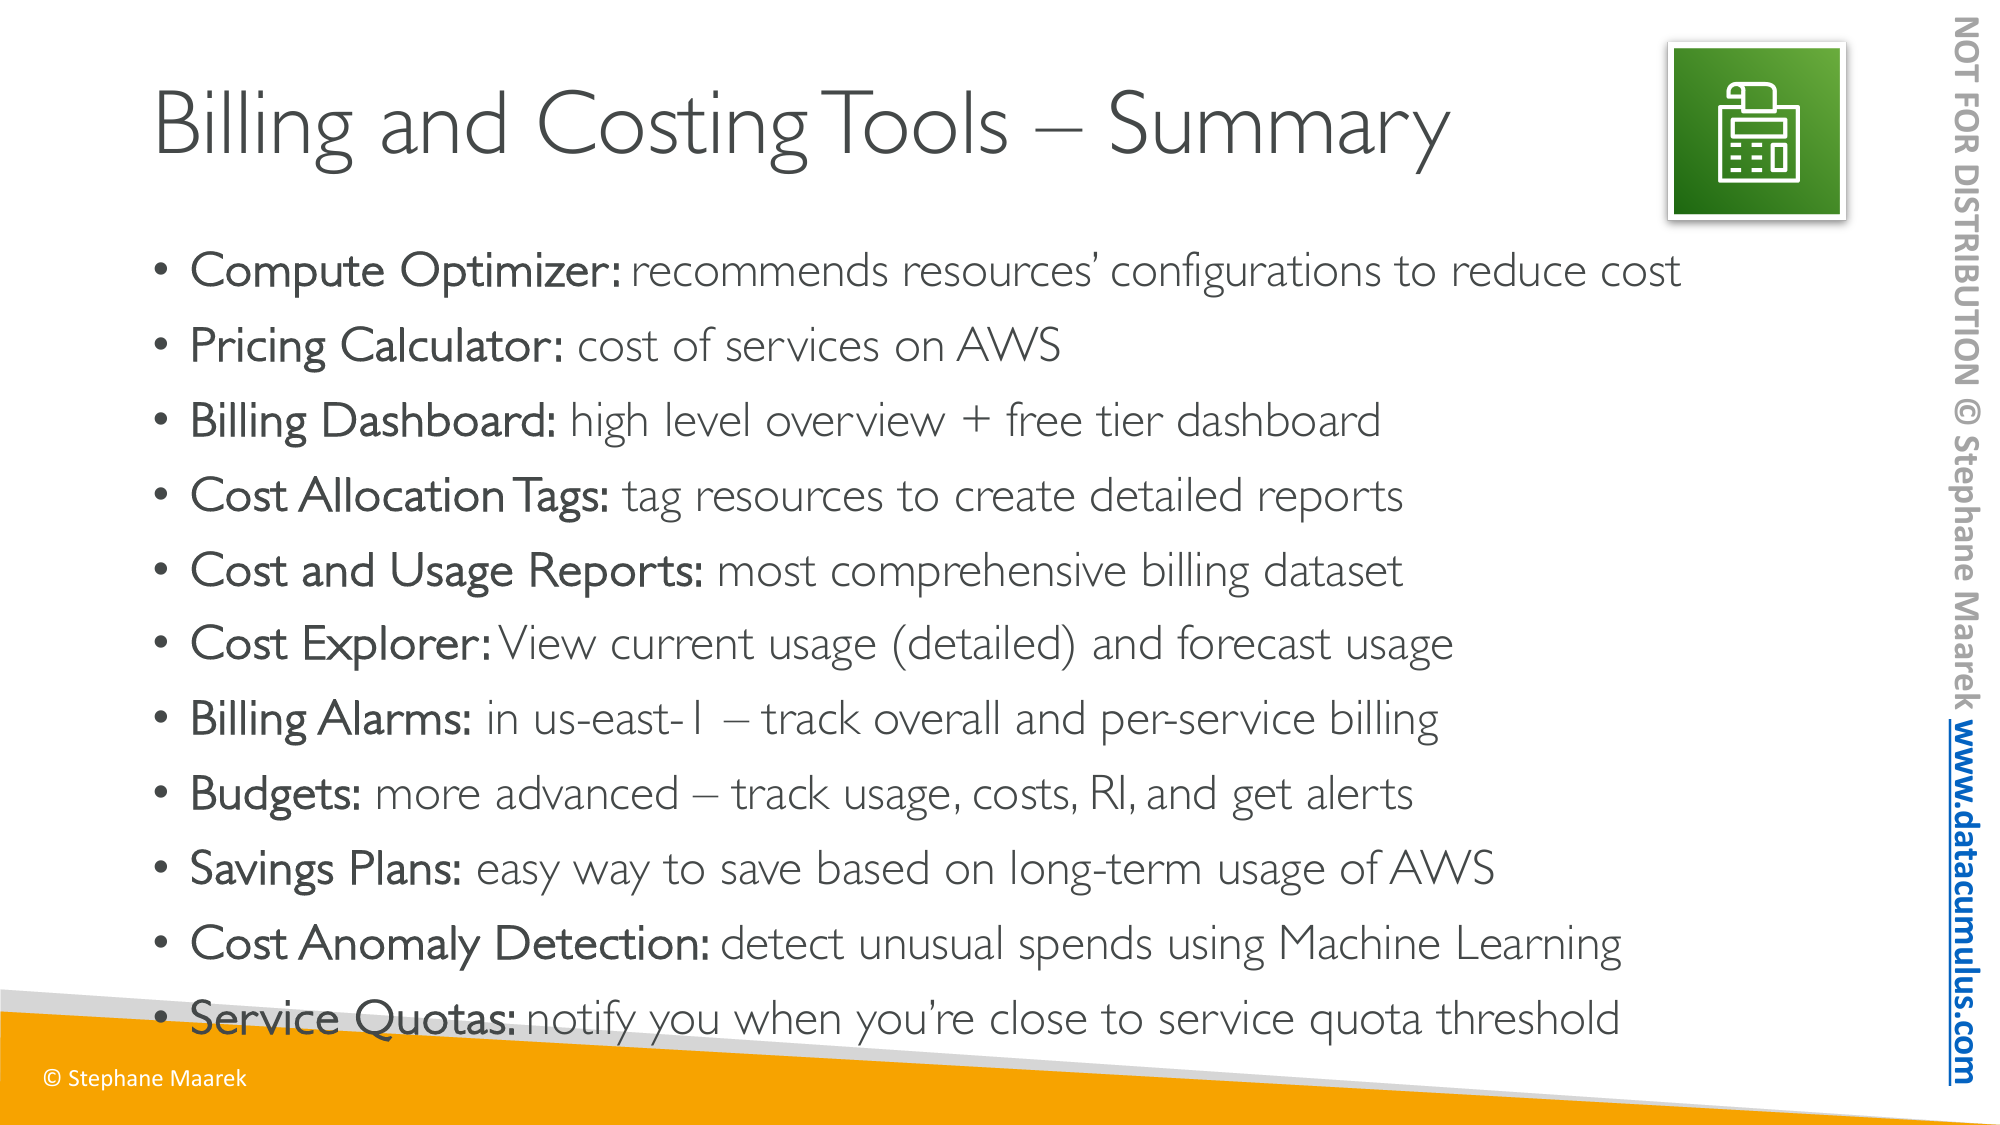 Billing and Costing Tools – Summary
• Compute Optimizer: recommends resources’ configurations to reduce cost
• Pricing Calculator: cost of services on AWS
• Billing Dashboard: high level overview + free tier dashboard
• Cost Allocation Tags: tag resources to create detailed reports
• Cost and Usage Reports: most comprehensive billing dataset
• Cost Explorer: View current usage (detailed) and forecast usage
• Billing Alarms: in us-east-1 – track overall and per-service billing
• Budgets: more advanced – track usage, costs, RI, and get alerts
• Savings Plans: easy way to save based on long-term usage of AWS
• Cost Anomaly Detection: detect unusual spends using Machine Learning
• Service Quotas: notify you when you’re close to service quota threshold
© Stephane Maarek
NOT FOR DISTRIBUTION © Stephane Maarek www.datacumulus.com